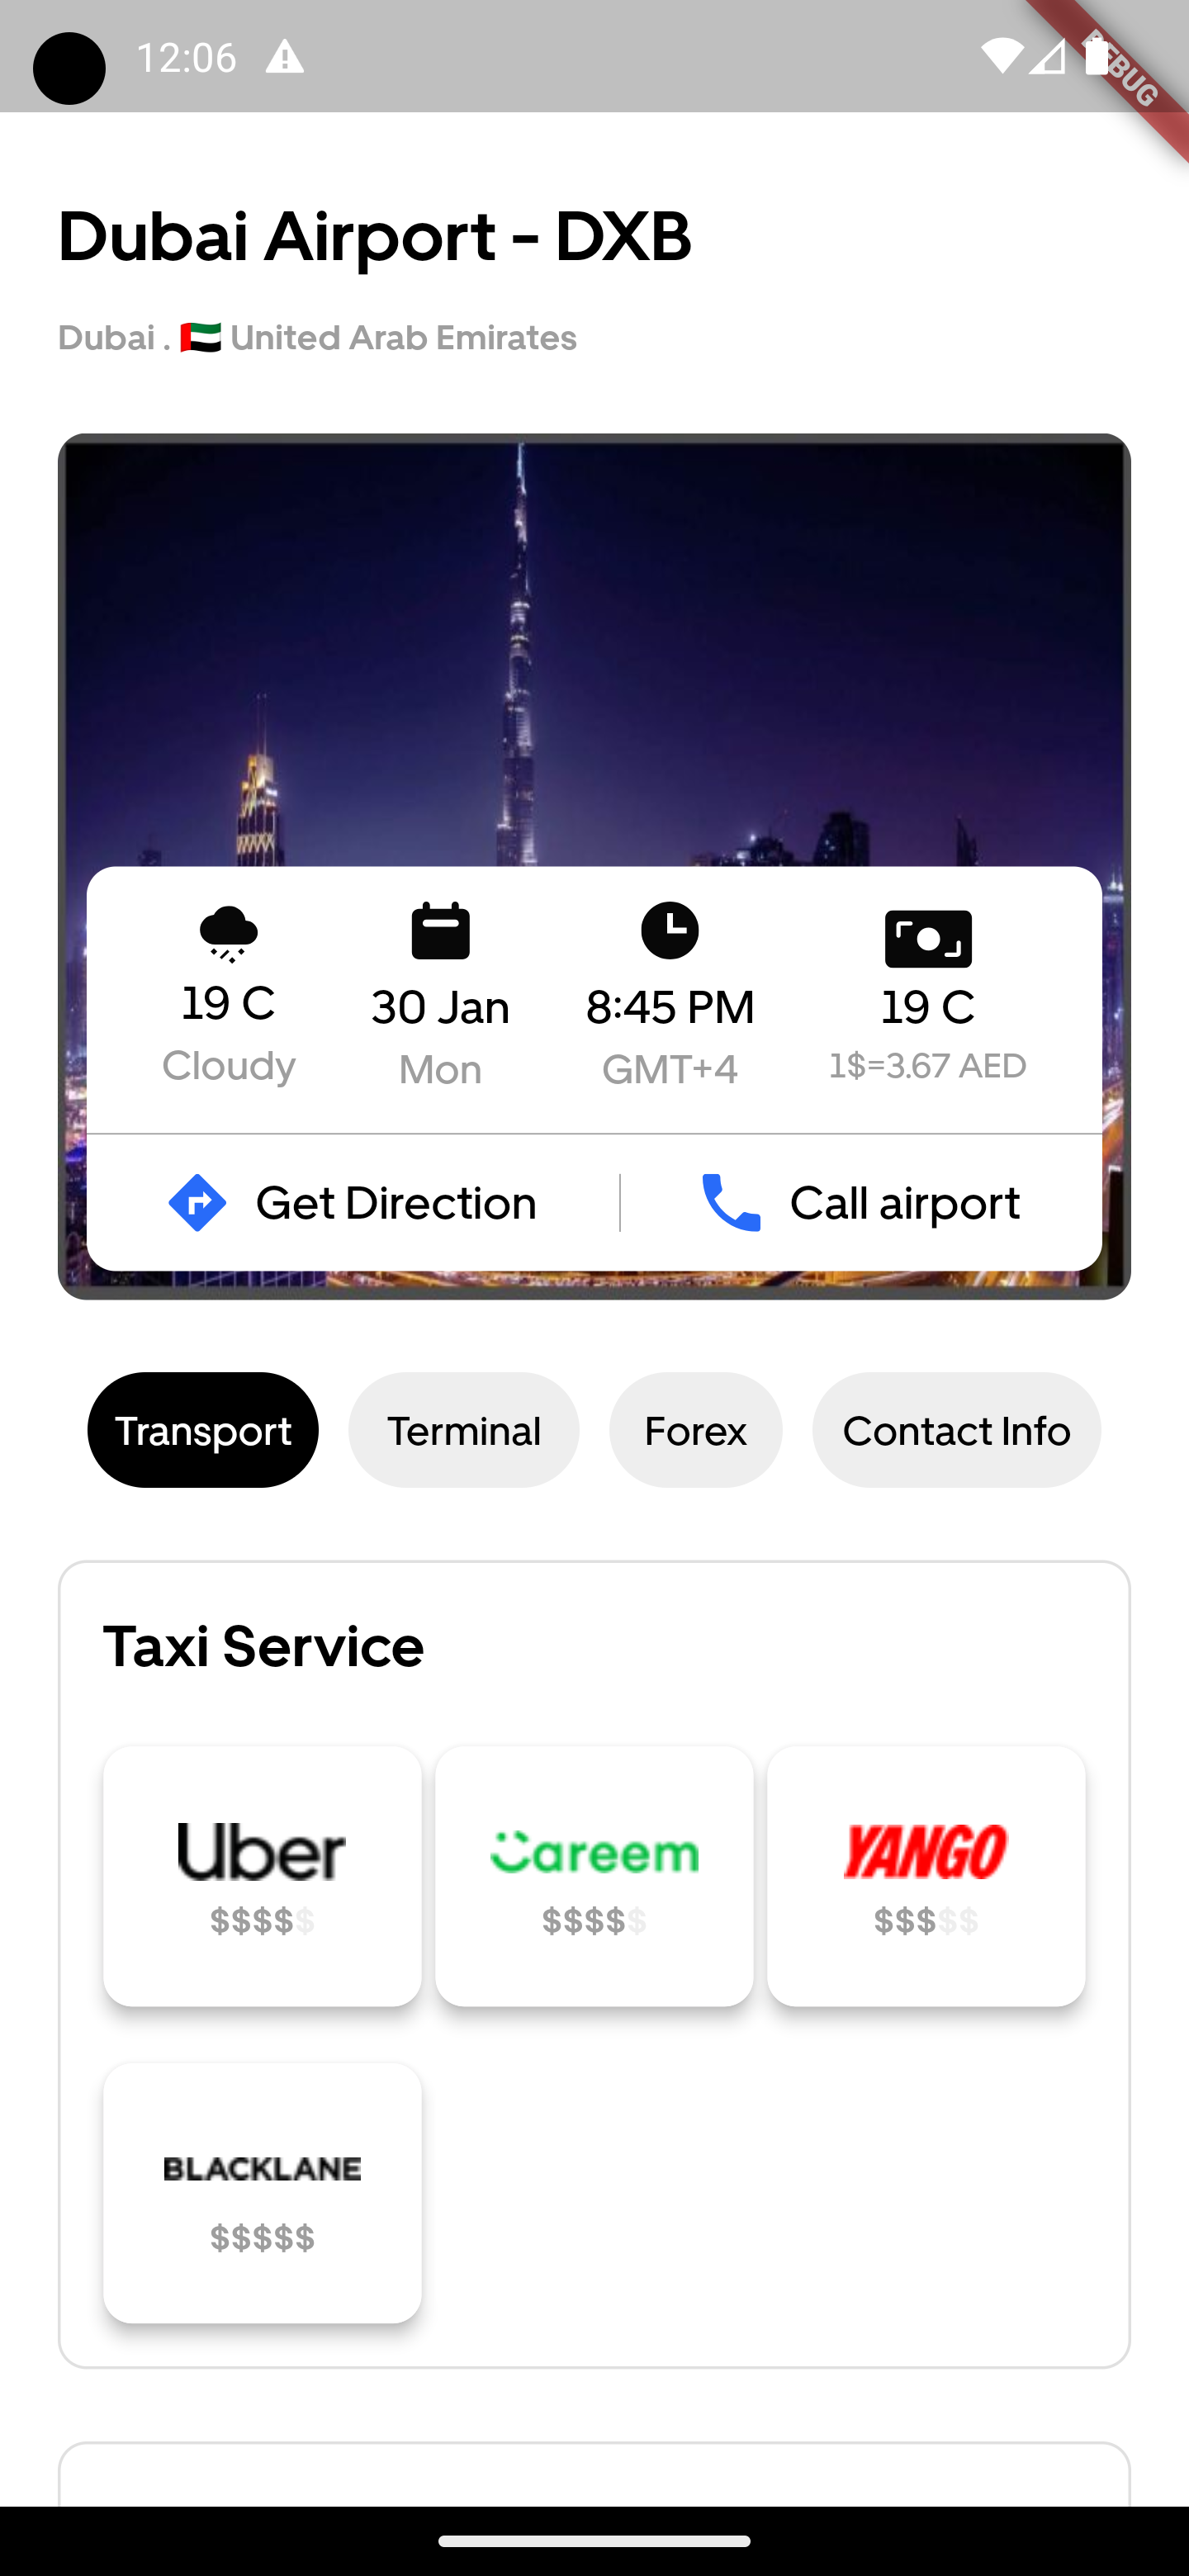 12:06
DEBUG
Dubai Airport - DXB
Dubai . 🇦🇪 United Arab Emirates
19 C 30 Jan 8:45 PM 19 C
Cloudy Mon GMT+4 1$=3.67 AED
Get Direction Call airport
Transport Terminal Forex Contact Info
Taxi Service
Uber Careem YANGO
$$$$$ $$$$$ $$$$$
BLACKLANE
$$$$$